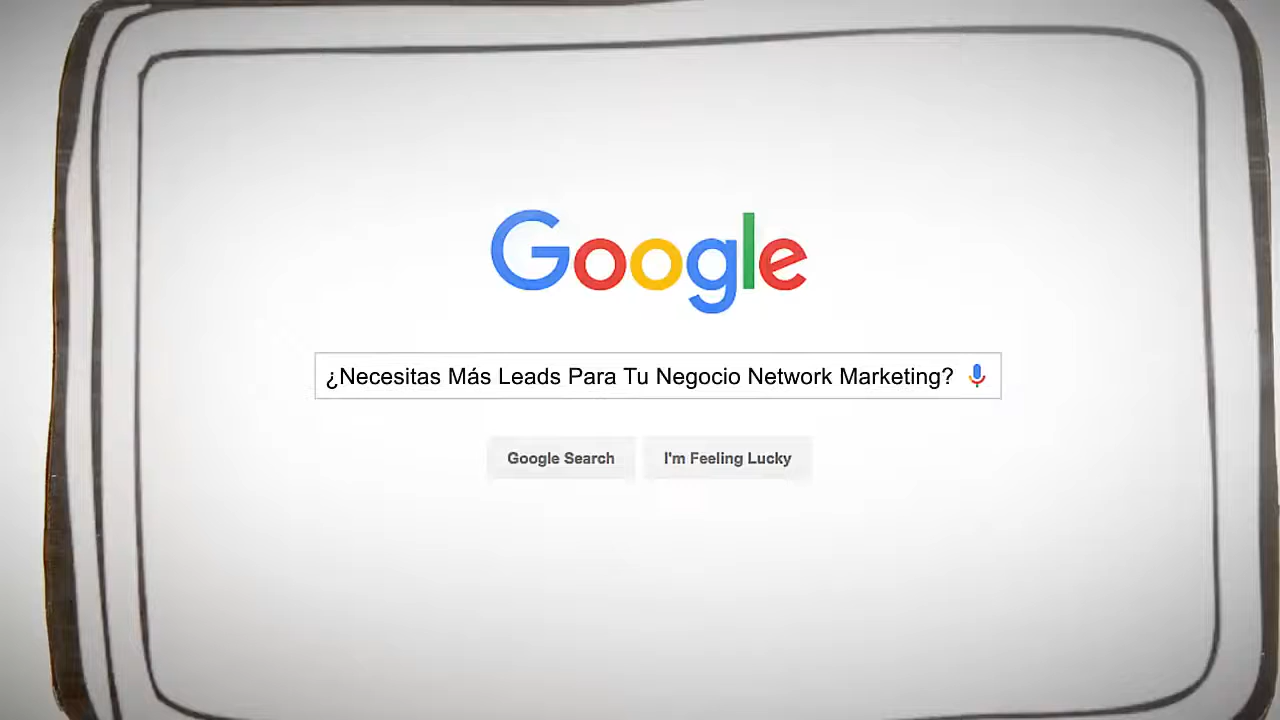 Google
¿Necesitas Más Leads Para Tu Negocio Network Marketing?
Google Search
I'm Feeling Lucky